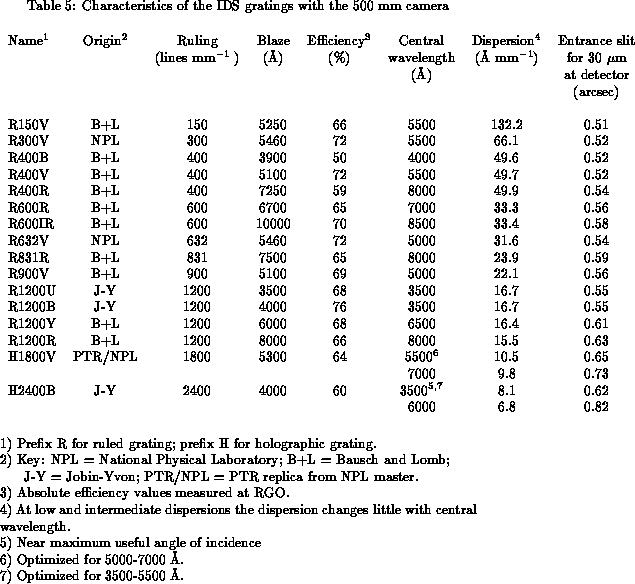 Table 5: Characteristics of the IDS gratings with the 500 mm camera
Name¹ Origin² Ruling Blaze Efficiency³ Central Dispersion⁴ Entrance slit
(lines mm⁻¹ ) (Å) (%) wavelength (Å mm⁻¹) for 30 μm
(Å) at detector
(arcsec)
R150V B+L 150 5250 66 5500 132.2 0.51
R300V NPL 300 5460 72 5500 66.1 0.52
R400B B+L 400 3900 50 4000 49.6 0.52
R400V B+L 400 5100 72 5500 49.7 0.52
R400R B+L 400 7250 59 8000 49.9 0.54
R600R B+L 600 6700 65 7000 33.3 0.56
R600IR B+L 600 10000 70 8500 33.4 0.58
R632V NPL 632 5460 72 5000 31.6 0.54
R831R B+L 831 7500 65 8000 23.9 0.59
R900V B+L 900 5100 69 5000 22.1 0.56
R1200U J-Y 1200 3500 68 3500 16.7 0.55
R1200B J-Y 1200 4000 76 3500 16.7 0.55
R1200Y B+L 1200 6000 68 6500 16.4 0.61
R1200R B+L 1200 8000 66 8000 15.5 0.63
H1800V PTR/NPL 1800 5300 64 5500⁶ 10.5 0.65
7000 9.8 0.73
H2400B J-Y 2400 4000 60 3500⁵,⁷ 8.1 0.62
6000 6.8 0.82
1) Prefix R for ruled grating; prefix H for holographic grating.
2) Key: NPL = National Physical Laboratory; B+L = Bausch and Lomb;
J-Y = Jobin-Yvon; PTR/NPL = PTR replica from NPL master.
3) Absolute efficiency values measured at RGO.
4) At low and intermediate dispersions the dispersion changes little with central
wavelength.
5) Near maximum useful angle of incidence
6) Optimized for 5000-7000 Å.
7) Optimized for 3500-5500 Å.